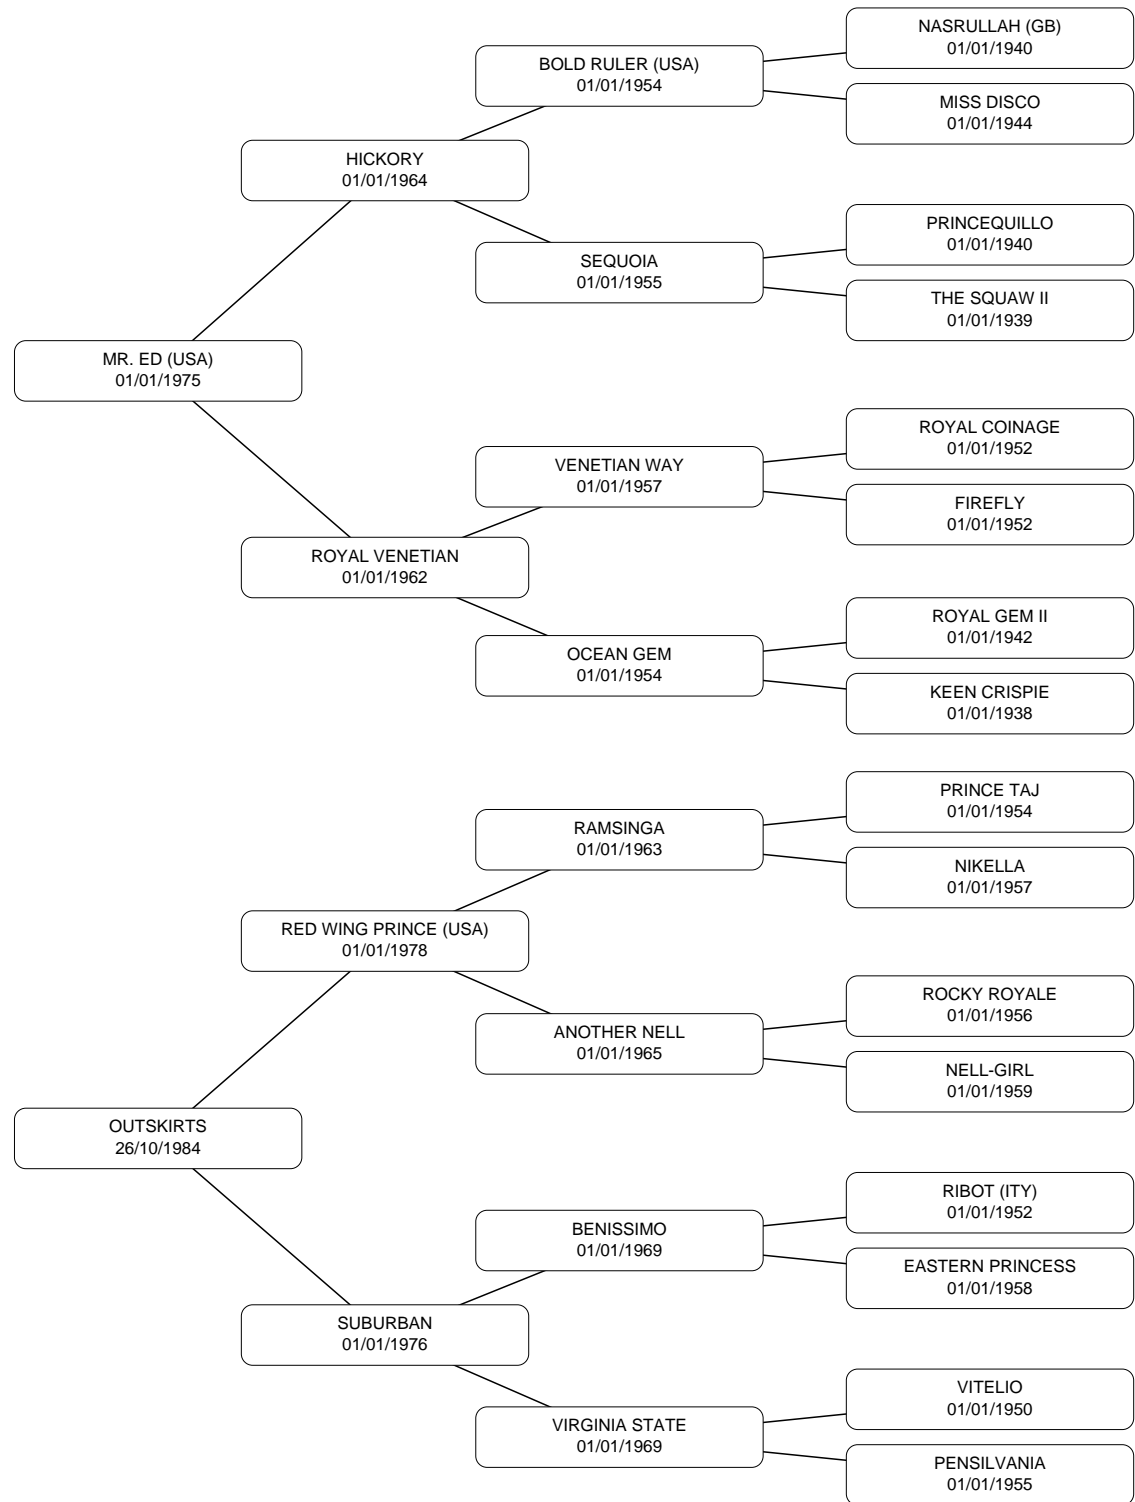 NASRULLAH (GB)
01/01/1940
BOLD RULER (USA)
01/01/1954
MISS DISCO
01/01/1944
HICKORY
01/01/1964
PRINCEQUILLO
01/01/1940
SEQUOIA
01/01/1955
THE SQUAW II
01/01/1939
MR. ED (USA)
01/01/1975
ROYAL COINAGE
01/01/1952
VENETIAN WAY
01/01/1957
FIREFLY
01/01/1952
ROYAL VENETIAN
01/01/1962
ROYAL GEM II
01/01/1942
OCEAN GEM
01/01/1954
KEEN CRISPIE
01/01/1938
PRINCE TAJ
01/01/1954
RAMSINGA
01/01/1963
NIKELLA
01/01/1957
RED WING PRINCE (USA)
01/01/1978
ROCKY ROYALE
01/01/1956
ANOTHER NELL
01/01/1965
NELL-GIRL
01/01/1959
OUTSKIRTS
26/10/1984
RIBOT (ITY)
01/01/1952
BENISSIMO
01/01/1969
EASTERN PRINCESS
01/01/1958
SUBURBAN
01/01/1976
VITELIO
01/01/1950
VIRGINIA STATE
01/01/1969
PENSILVANIA
01/01/1955